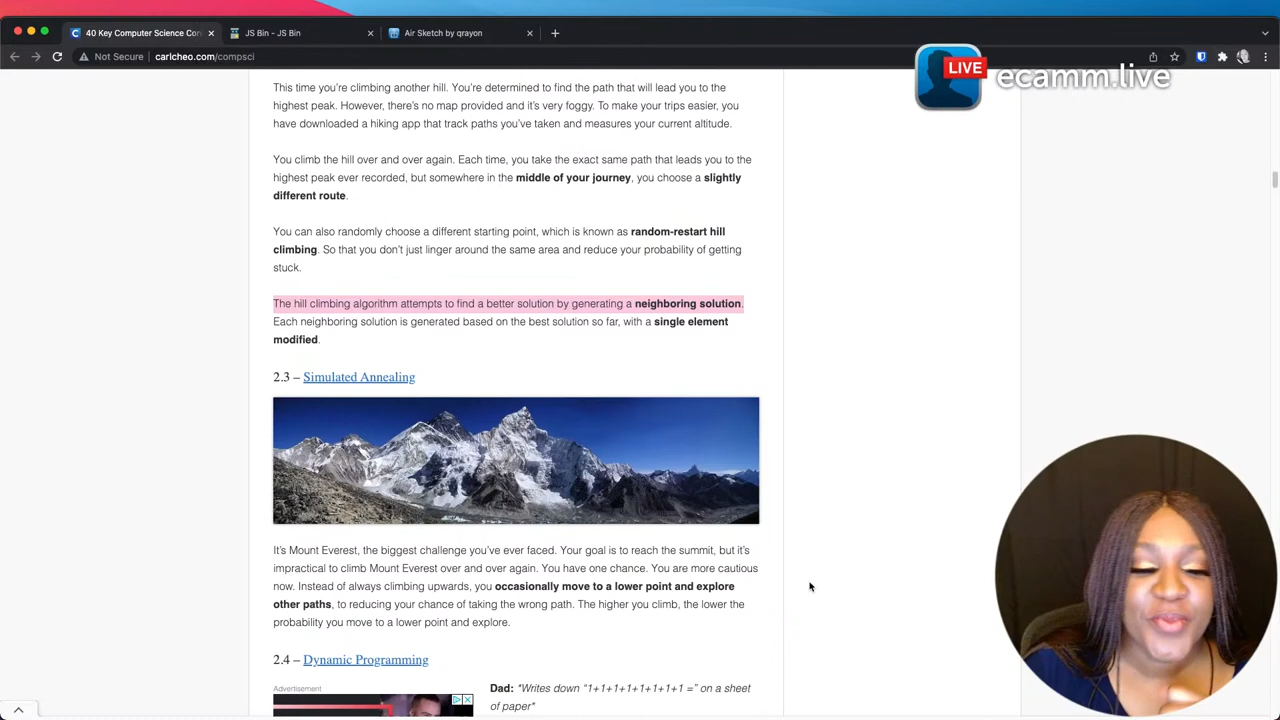 40 Key Computer Science Con
JS Bin - JS Bin
Air Sketch by qrayon
Not Secure
carlcheo.com/compsci
LIVE
ecamm.live
This time you're climbing another hill. You're determined to find the path that will lead you to the
highest peak. However, there's no map provided and it's very foggy. To make your trips easier, you
have downloaded a hiking app that track paths you've taken and measures your current altitude.
You climb the hill over and over again. Each time, you take the exact same path that leads you to the
highest peak ever recorded, but somewhere in the middle of your journey, you choose a slightly
different route.
You can also randomly choose a different starting point, which is known as random-restart hill
climbing. So that you don't just linger around the same area and reduce your probability of getting
stuck.
The hill climbing algorithm attempts to find a better solution by generating a neighboring solution.
Each neighboring solution is generated based on the best solution so far, with a single element
modified.
2.3 – Simulated Annealing
It's Mount Everest, the biggest challenge you've ever faced. Your goal is to reach the summit, but it's
impractical to climb Mount Everest over and over again. You have one chance. You are more cautious
now. Instead of always climbing upwards, you occasionally move to a lower point and explore
other paths, to reducing your chance of taking the wrong path. The higher you climb, the lower the
probability you move to a lower point and explore.
2.4 – Dynamic Programming
Advertisement
Dad: *Writes down "1+1+1+1+1+1+1+1 =" on a sheet
of paper*